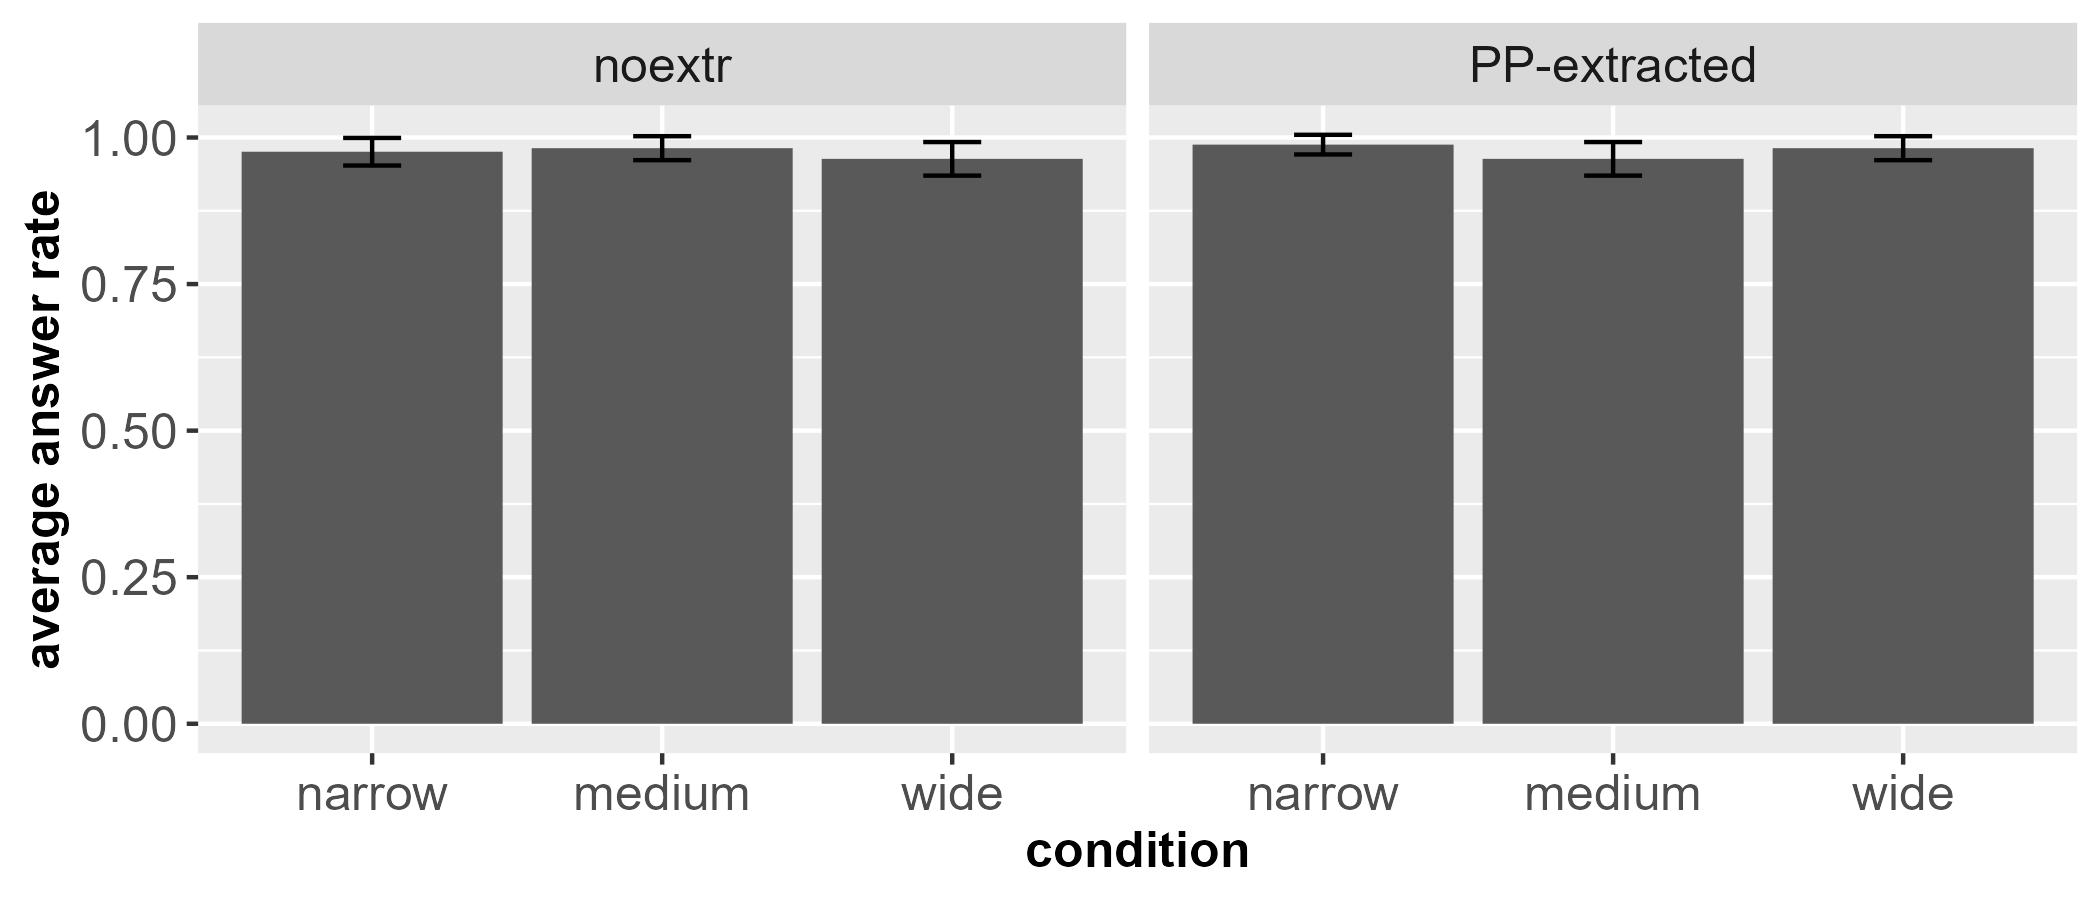 noextr
PP-extracted
average answer rate
1.00
0.75
0.50
0.25
0.00
narrow medium wide
narrow medium wide
condition